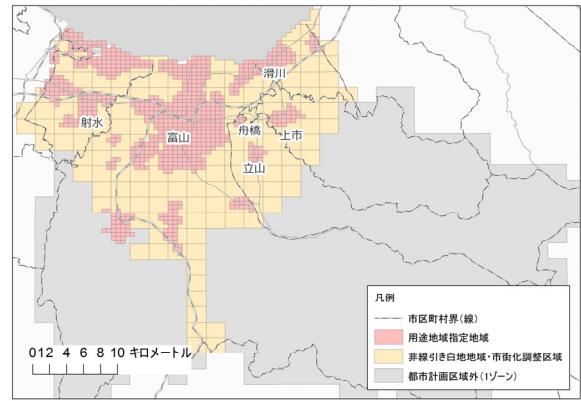 滑川
射水
富山
舟橋
上市
立山
凡例
市区町村界(線)
用途地域指定地域
非線引き白地地域・市街化調整区域
都市計画区域外(1ゾーン)
012 4 6 8 10 キロメートル